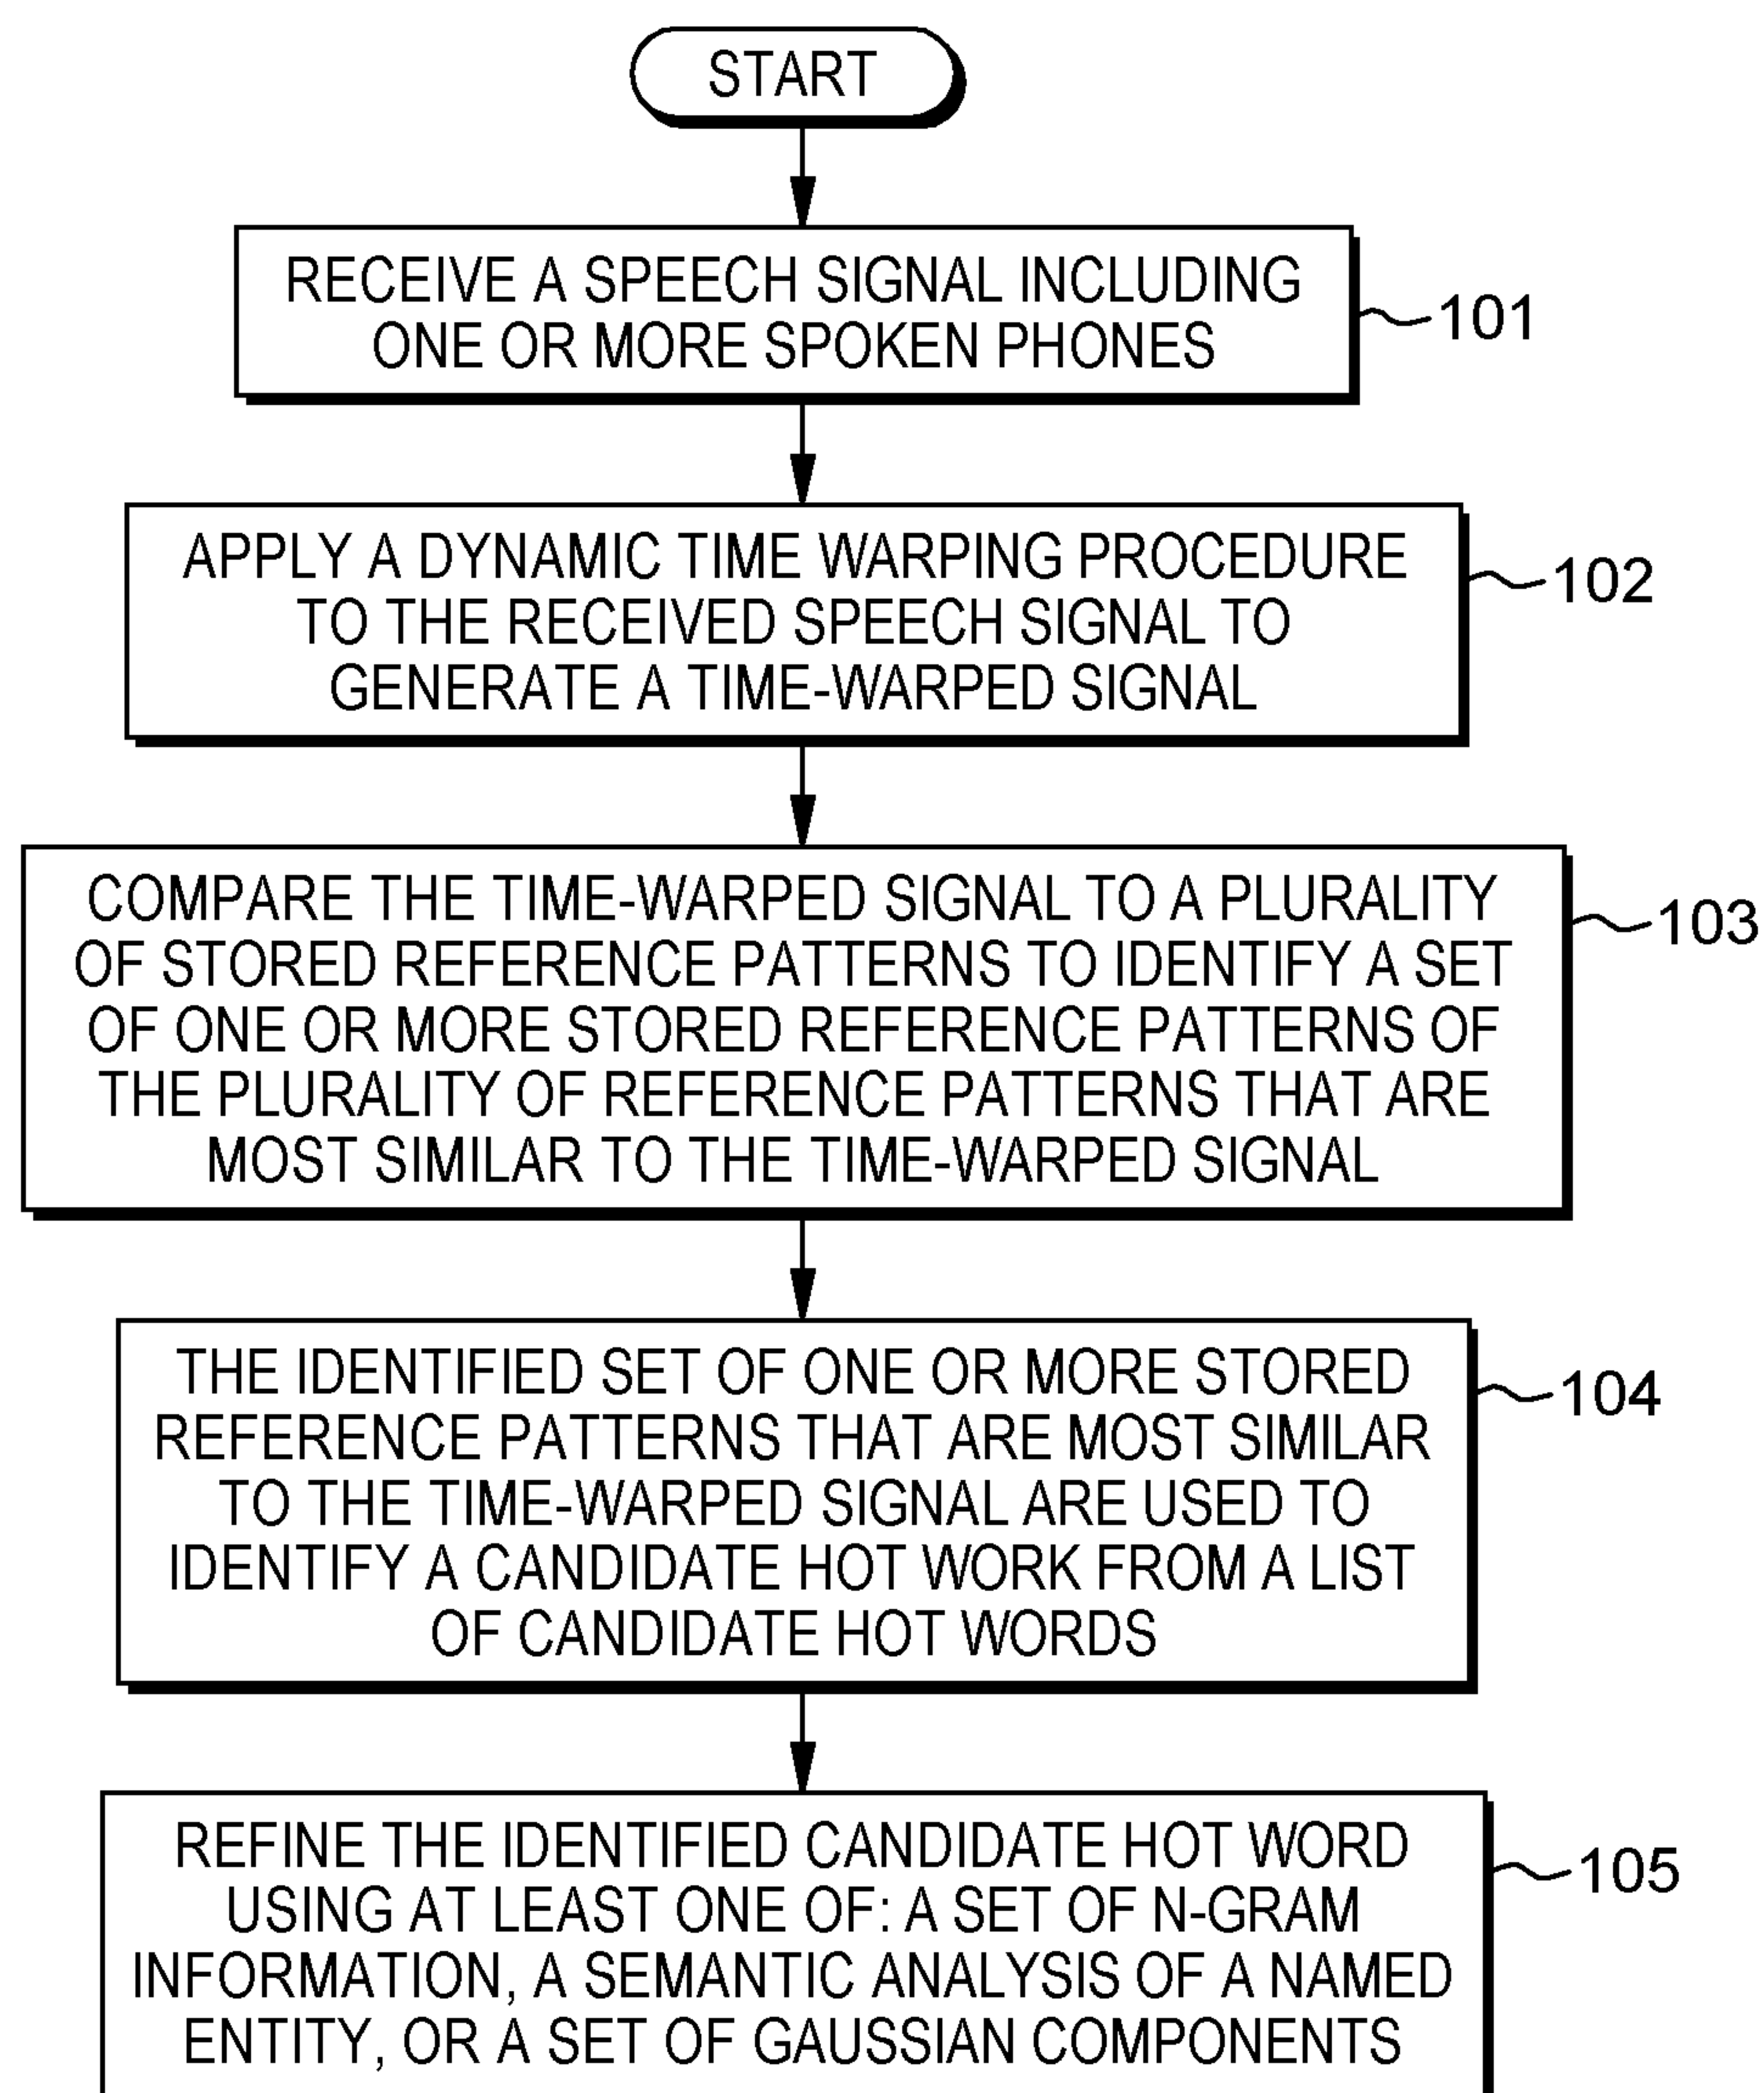 START
RECEIVE A SPEECH SIGNAL INCLUDING
ONE OR MORE SPOKEN PHONES
101
APPLY A DYNAMIC TIME WARPING PROCEDURE
TO THE RECEIVED SPEECH SIGNAL TO
GENERATE A TIME-WARPED SIGNAL
102
COMPARE THE TIME-WARPED SIGNAL TO A PLURALITY
OF STORED REFERENCE PATTERNS TO IDENTIFY A SET
OF ONE OR MORE STORED REFERENCE PATTERNS OF
THE PLURALITY OF REFERENCE PATTERNS THAT ARE
MOST SIMILAR TO THE TIME-WARPED SIGNAL
103
THE IDENTIFIED SET OF ONE OR MORE STORED
REFERENCE PATTERNS THAT ARE MOST SIMILAR
TO THE TIME-WARPED SIGNAL ARE USED TO
IDENTIFY A CANDIDATE HOT WORK FROM A LIST
OF CANDIDATE HOT WORDS
104
REFINE THE IDENTIFIED CANDIDATE HOT WORD
USING AT LEAST ONE OF: A SET OF N-GRAM
INFORMATION, A SEMANTIC ANALYSIS OF A NAMED
ENTITY, OR A SET OF GAUSSIAN COMPONENTS
105